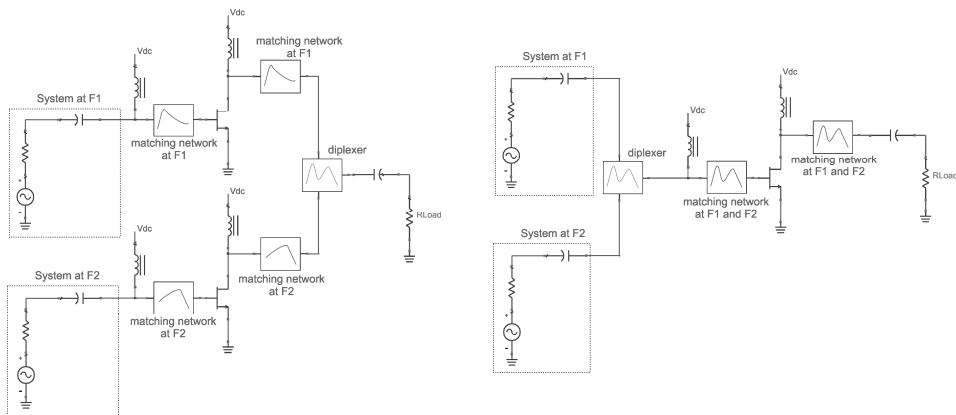 Vdc
matching network
at F1
Vdc
System at F1
+
-
matching network
at F1
diplexer
RLoad
Vdc
Vdc
System at F2
+
-
matching network
at F2
matching network
at F2
System at F1
+
-
Vdc
Vdc
diplexer
matching network
at F1 and F2
matching network
at F1 and F2
RLoad
System at F2
+
-